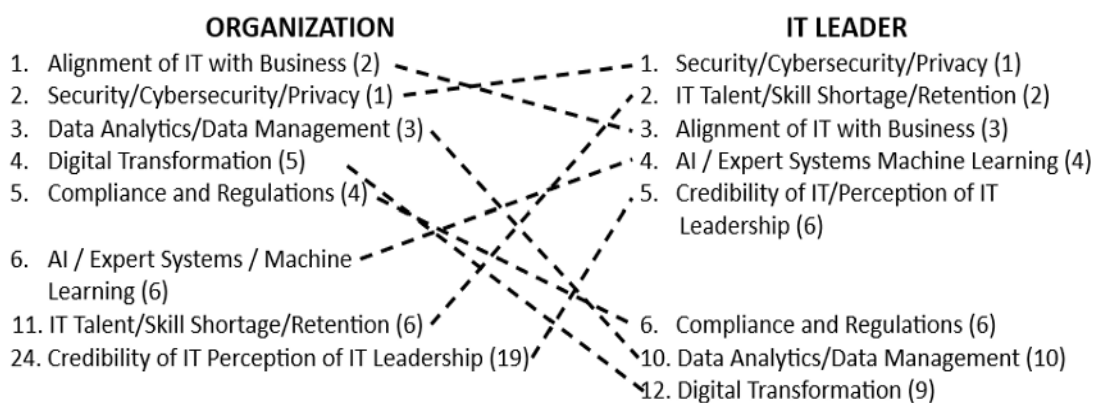 ORGANIZATION
1. Alignment of IT with Business (2)
2. Security/Cybersecurity/Privacy (1)
3. Data Analytics/Data Management (3)
4. Digital Transformation (5)
5. Compliance and Regulations (4)
6. AI / Expert Systems / Machine
Learning (6)
11. IT Talent/Skill Shortage/Retention (6)
24. Credibility of IT Perception of IT Leadership (19)
IT LEADER
1. Security/Cybersecurity/Privacy (1)
2. IT Talent/Skill Shortage/Retention (2)
3. Alignment of IT with Business (3)
4. AI / Expert Systems Machine Learning (4)
5. Credibility of IT/Perception of IT
Leadership (6)
6. Compliance and Regulations (6)
10. Data Analytics/Data Management (10)
12. Digital Transformation (9)